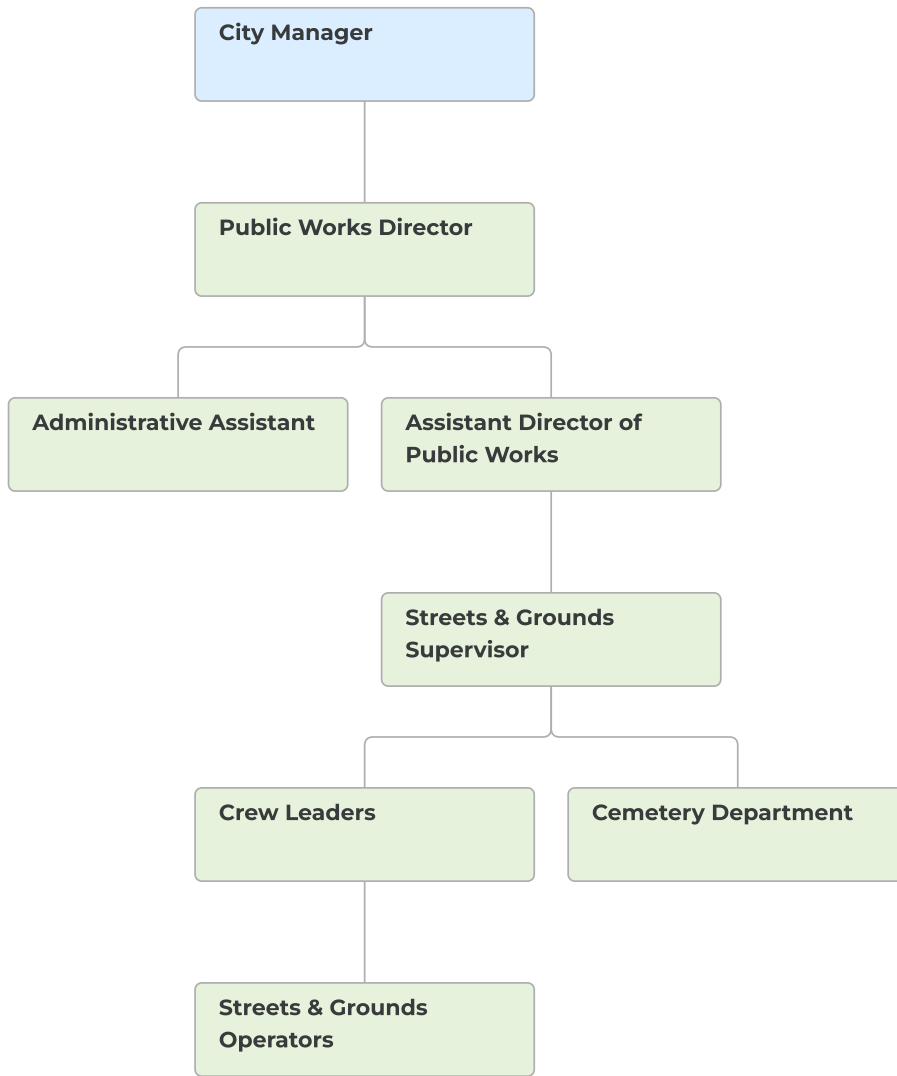 City Manager
Public Works Director
Administrative Assistant
Assistant Director of
Public Works
Streets & Grounds
Supervisor
Crew Leaders
Cemetery Department
Streets & Grounds
Operators